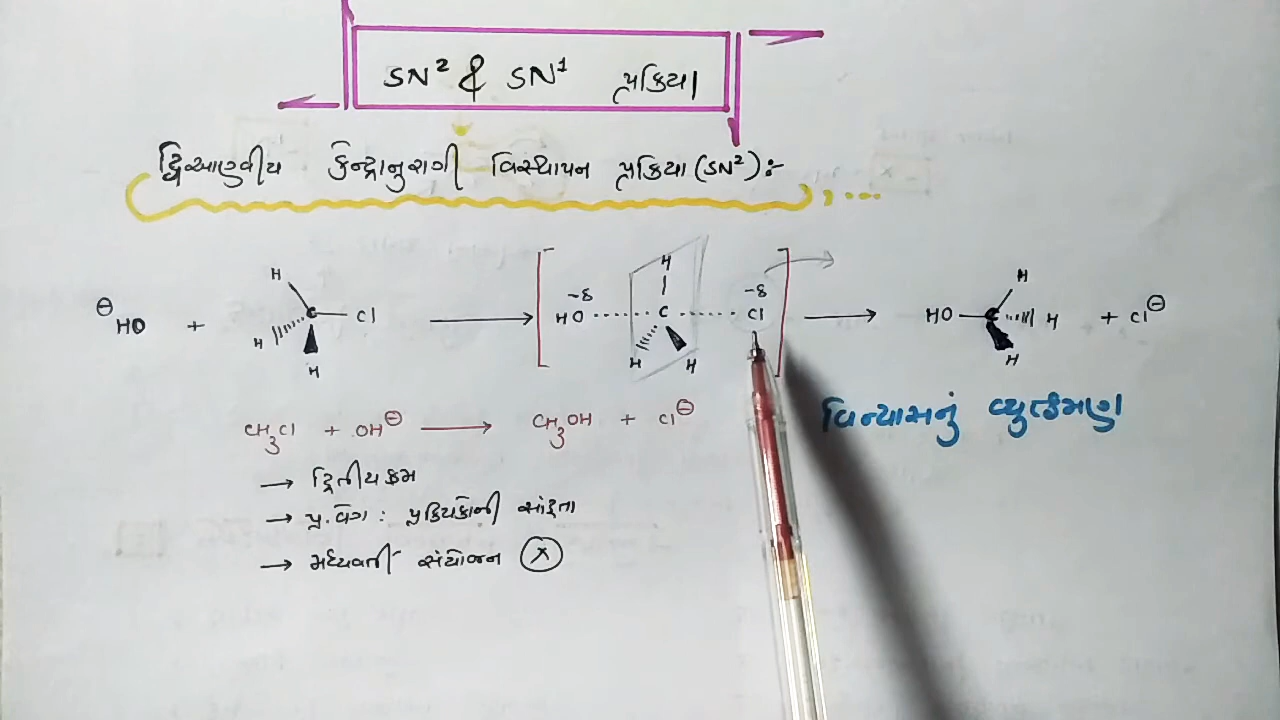 SN² & SN¹ પ્રક્રિયા
દ્વિઆણ્વીય કેન્દ્રાનુરાગી વિસ્થાપન પ્રક્રિયા (SN²):-
⊖HO + H H H C Cl → [ -δ HO C H H H -δ Cl ] → HO C H H H + Cl⊖
CH₃Cl + OH⊖ → CH₃OH + Cl⊖
વિન્યાસનું વ્યુત્ક્રમણ
→ દ્વિતીય ક્રમ
→ પ્ર. વેગ : પ્રક્રિયકોની સાંદ્રતા
→ મધ્યવર્તી સંયોજન ⓧ